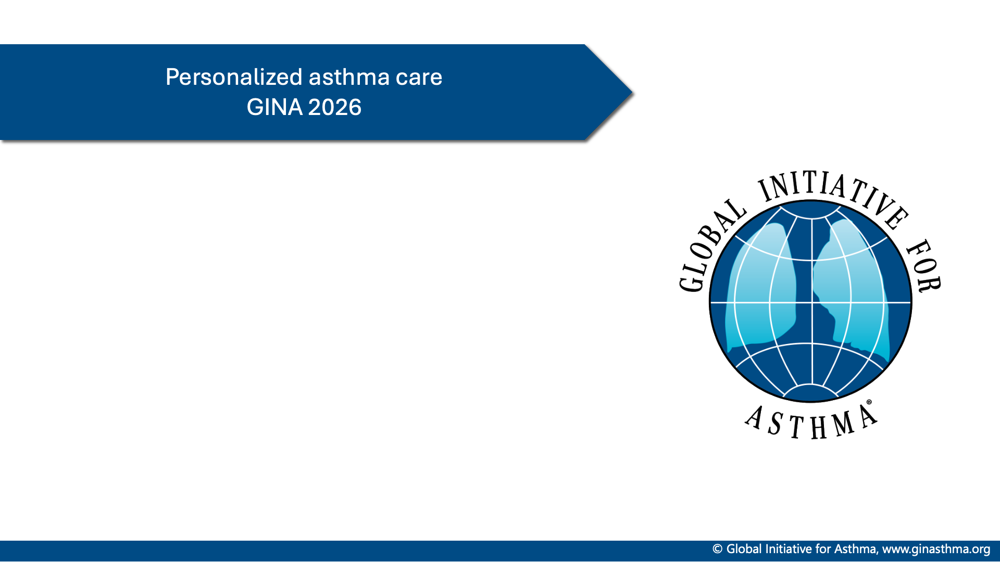 Personalized asthma care
GINA 2026
GLOBAL INITIATIVE FOR
ASTHMA®
© Global Initiative for Asthma, www.ginasthma.org